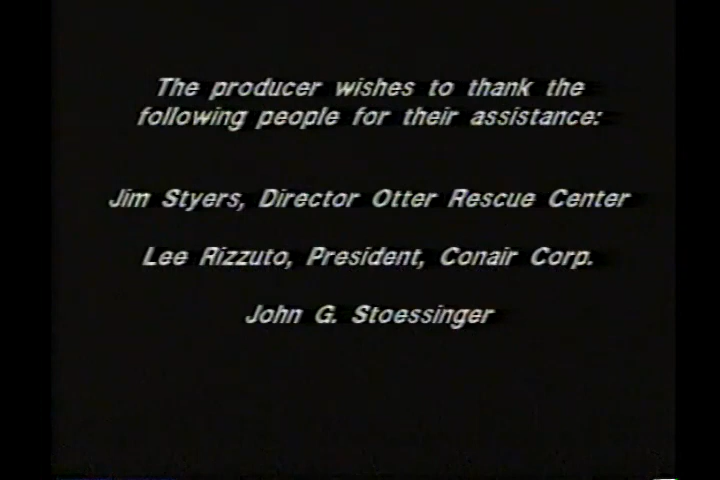 The producer wishes to thank the
following people for their assistance:
Jim Styers, Director Otter Rescue Center
Lee Rizzuto, President, Conair Corp.
John G. Stoessinger